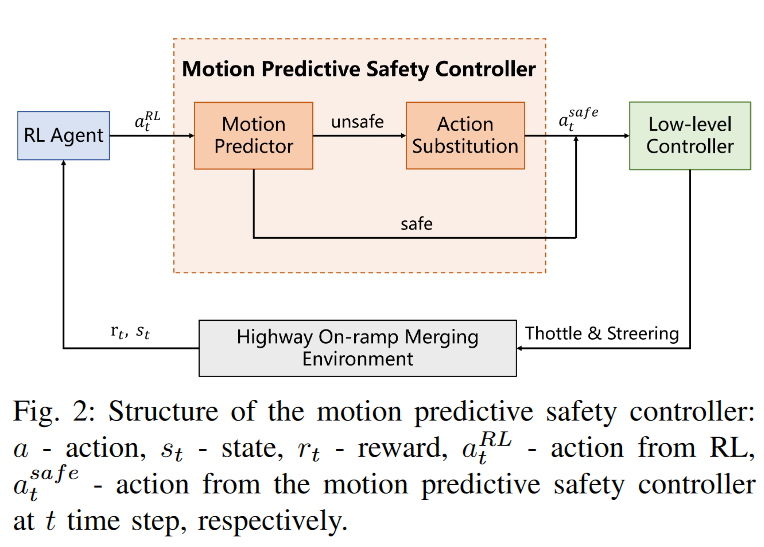 Motion Predictive Safety Controller
RL Agent
a_t^{RL}
Motion
Predictor
unsafe
Action
Substitution
a_t^{safe}
Low-level
Controller
safe
r_t, s_t
Highway On-ramp Merging
Environment
Thottle & Streering
Fig. 2: Structure of the motion predictive safety controller:
a - action, s_t - state, r_t - reward, a_t^{RL} - action from RL,
a_t^{safe} - action from the motion predictive safety controller
at t time step, respectively.